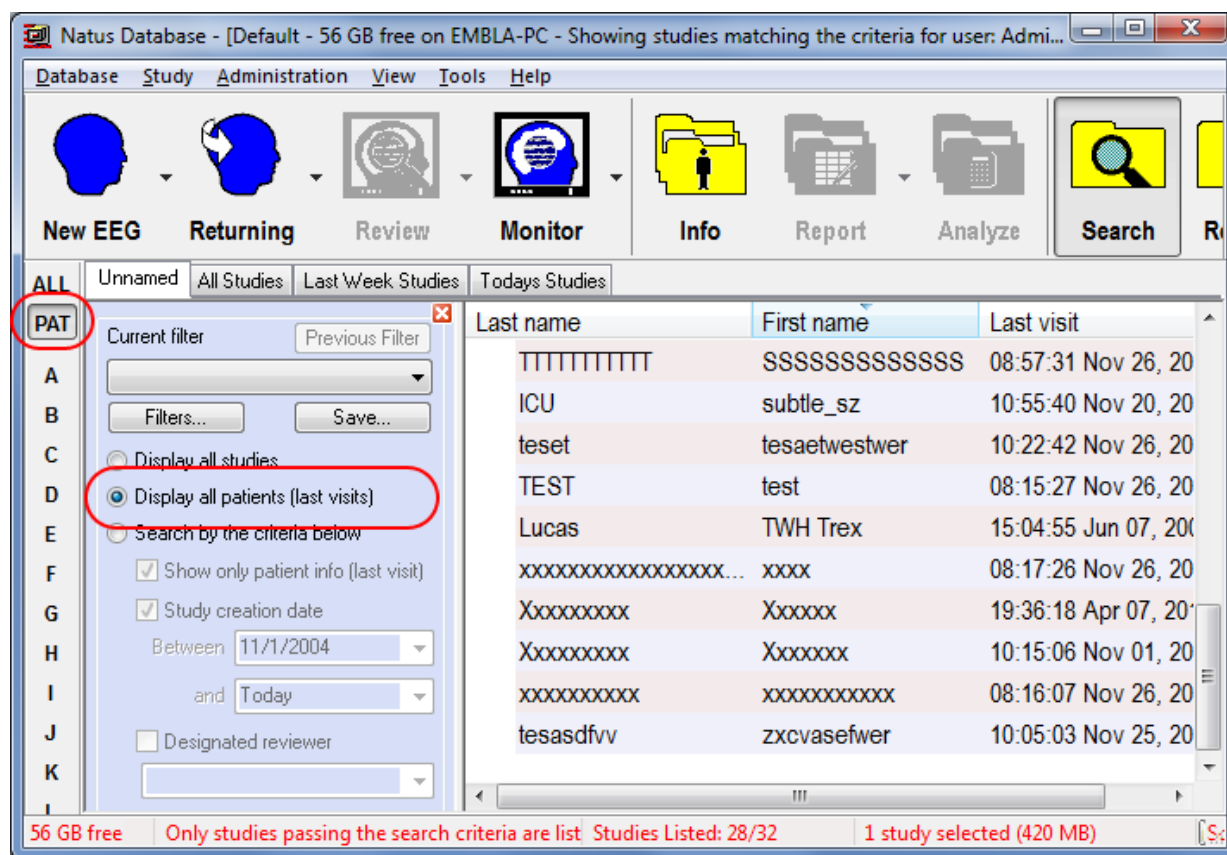 Natus Database - [Default - 56 GB free on EMBLA-PC - Showing studies matching the criteria for user: Admi...
Database Study Administration View Tools Help
New EEG Returning Review Monitor Info Report Analyze Search
ALL Unnamed All Studies Last Week Studies Todays Studies
PAT
A
B
C
D
E
F
G
H
I
J
K
Current filter Previous Filter
Filters... Save...
Display all studies
Display all patients (last visits)
Search by the criteria below
Show only patient info (last visit)
Study creation date
Between 11/1/2004
and Today
Designated reviewer
Last name First name Last visit
TTTTTTTTTTT SSSSSSSSSSSSS 08:57:31 Nov 26, 20
ICU subtle_sz 10:55:40 Nov 20, 20
teset tesaetwestwer 10:22:42 Nov 26, 20
TEST test 08:15:27 Nov 26, 20
Lucas TWH Trex 15:04:55 Jun 07, 200
xxxxxxxxxxxxxxxxx... xxxx 08:17:26 Nov 26, 20
Xxxxxxxxx Xxxxxx 19:36:18 Apr 07, 201
Xxxxxxxxx Xxxxxxx 10:15:06 Nov 01, 20
xxxxxxxxxx xxxxxxxxxxx 08:16:07 Nov 26, 20
tesasdfvv zxcvasefwer 10:05:03 Nov 25, 20
56 GB free Only studies passing the search criteria are list Studies Listed: 28/32 1 study selected (420 MB)